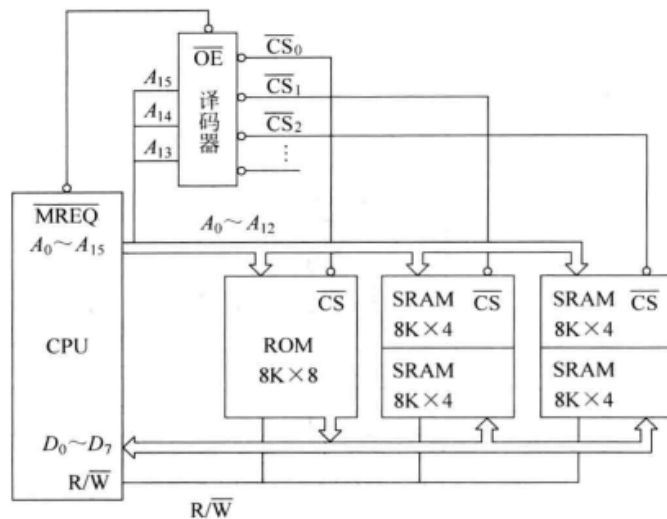 OE
CS₀
A₁₅
CS₁
A₁₄
译码器
CS₂
A₁₃
⋮
MREQ
A₀～A₁₂
A₀～A₁₅
CS
SRAM CS
SRAM CS
8K×4
8K×4
CPU
ROM
8K×8
SRAM
8K×4
SRAM
8K×4
D₀～D₇
R/W̅
R/W̅